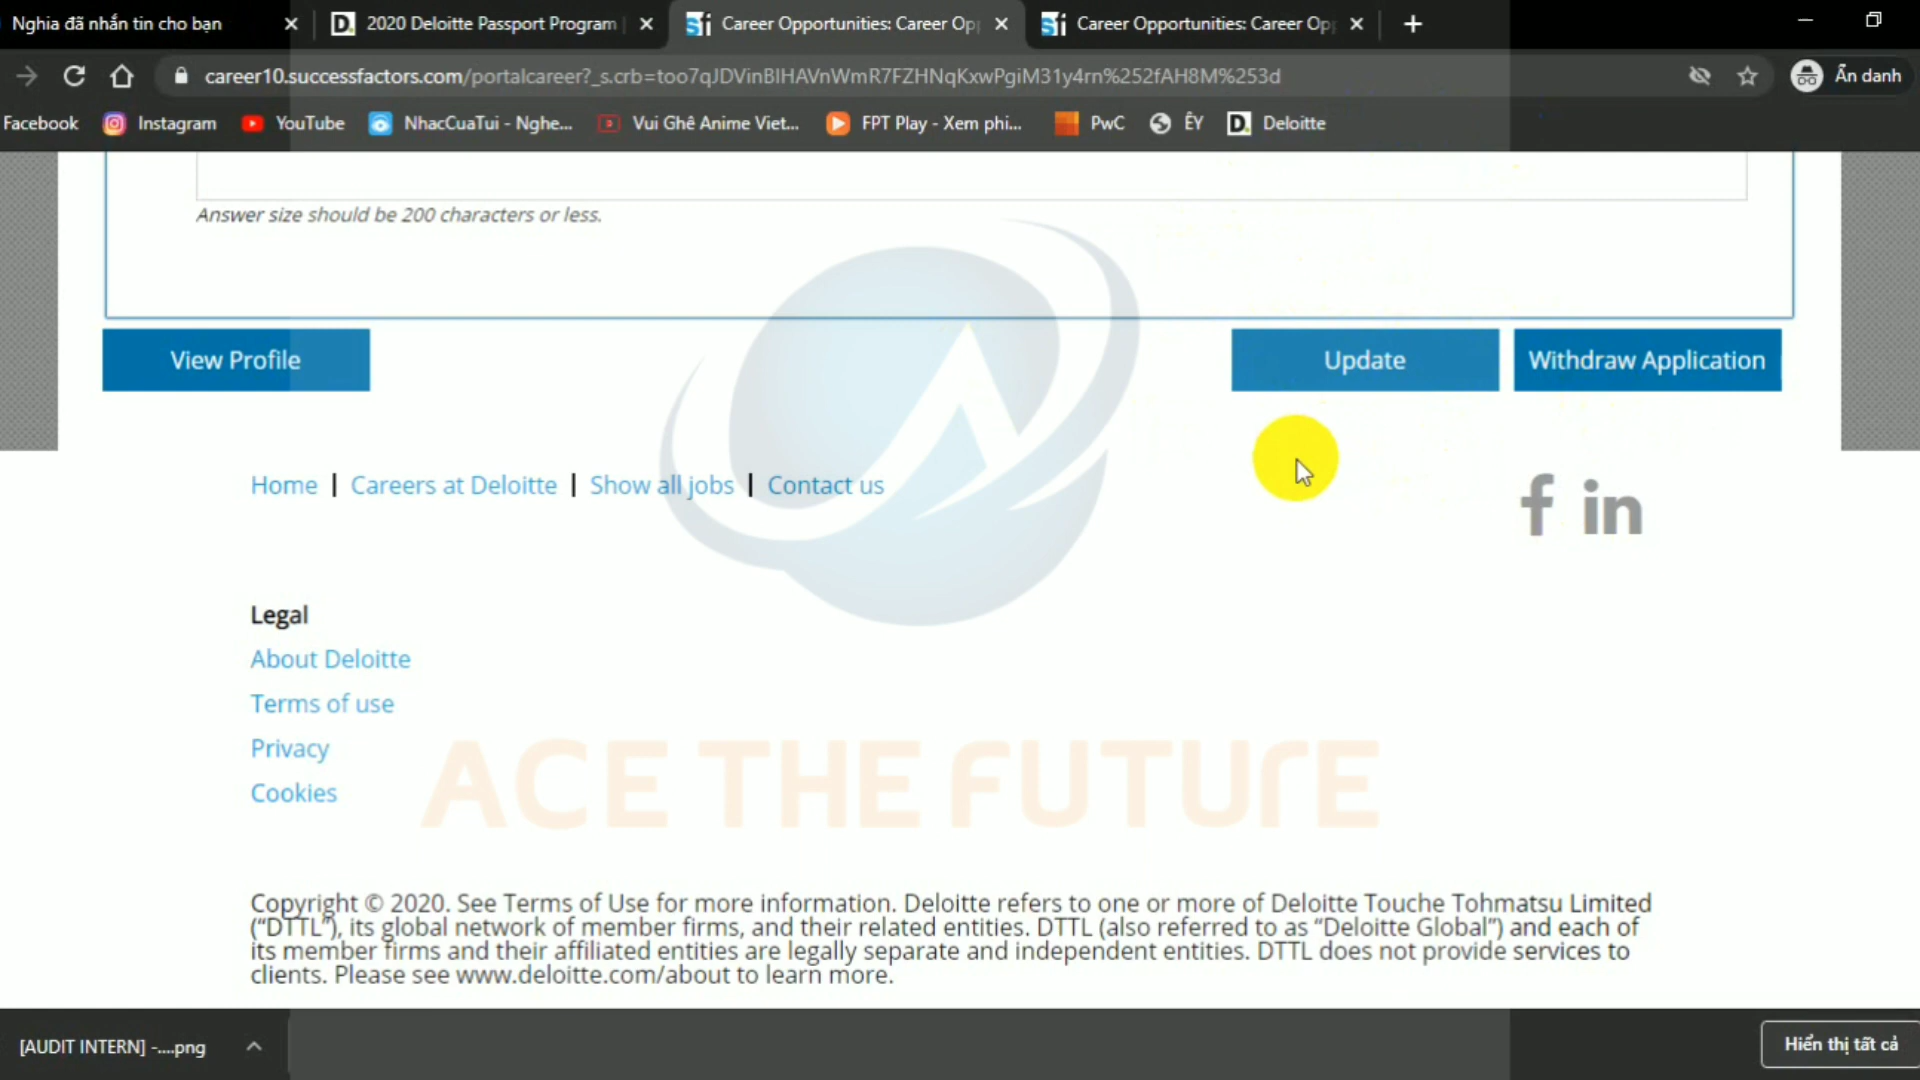 Nghia đã nhắn tin cho bạn
2020 Deloitte Passport Program
Career Opportunities: Career Op
Career Opportunities: Career Op
career10.successfactors.com/portalcareer?_s.crb=too7qJDVinBlHAVnWmR7FZHNqKxwPgiM31y4rn%252fAH8M%253d
Ẩn danh
Facebook
Instagram
YouTube
NhacCuaTui - Nghe...
Vui Ghê Anime Viet...
FPT Play - Xem phi...
PwC
ÊY
Deloitte
Answer size should be 200 characters or less.
View Profile
Update
Withdraw Application
Home | Careers at Deloitte | Show all jobs | Contact us
Legal
About Deloitte
Terms of use
Privacy
Cookies
ACE THE FUTURE
Copyright © 2020. See Terms of Use for more information. Deloitte refers to one or more of Deloitte Touche Tohmatsu Limited
("DTTL"), its global network of member firms, and their related entities. DTTL (also referred to as "Deloitte Global") and each of
its member firms and their affiliated entities are legally separate and independent entities. DTTL does not provide services to
clients. Please see www.deloitte.com/about to learn more.
[AUDIT INTERN] -....png
Hiển thị tất cả